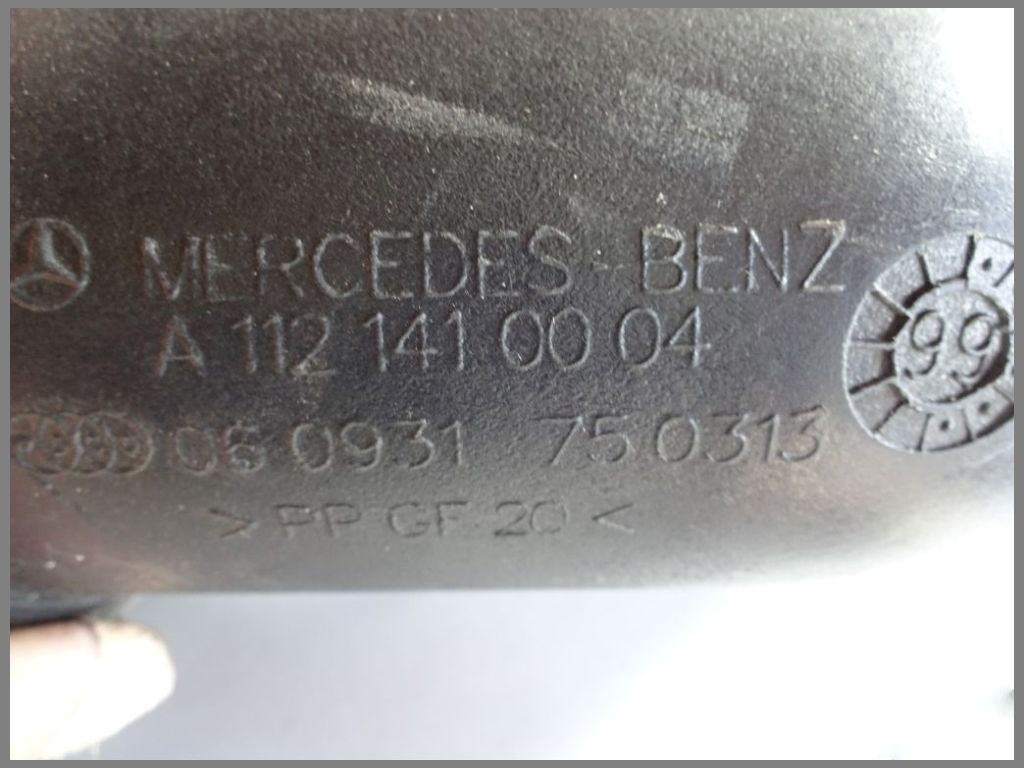 MERCEDES-BENZ
A 112 141 00 04
06 0931 75 0313
> PP GF 20 <
99